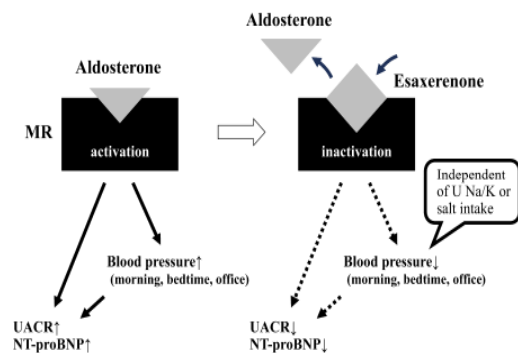 Aldosterone
MR
activation
Blood pressure↑
(morning, bedtime, office)
UACR↑
NT-proBNP↑
Aldosterone
Esaxerenone
inactivation
Independent
of U Na/K or
salt intake
Blood pressure↓
(morning, bedtime, office)
UACR↓
NT-proBNP↓